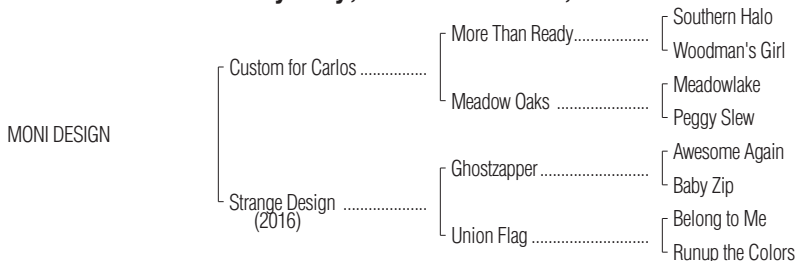 Southern Halo
More Than Ready.................
Woodman's Girl
Custom for Carlos ................
Meadowlake
Meadow Oaks ......................
Peggy Slew
MONI DESIGN
Awesome Again
Ghostzapper..........................
Baby Zip
Strange Design ....................
(2016)
Belong to Me
Union Flag ............................
Runup the Colors